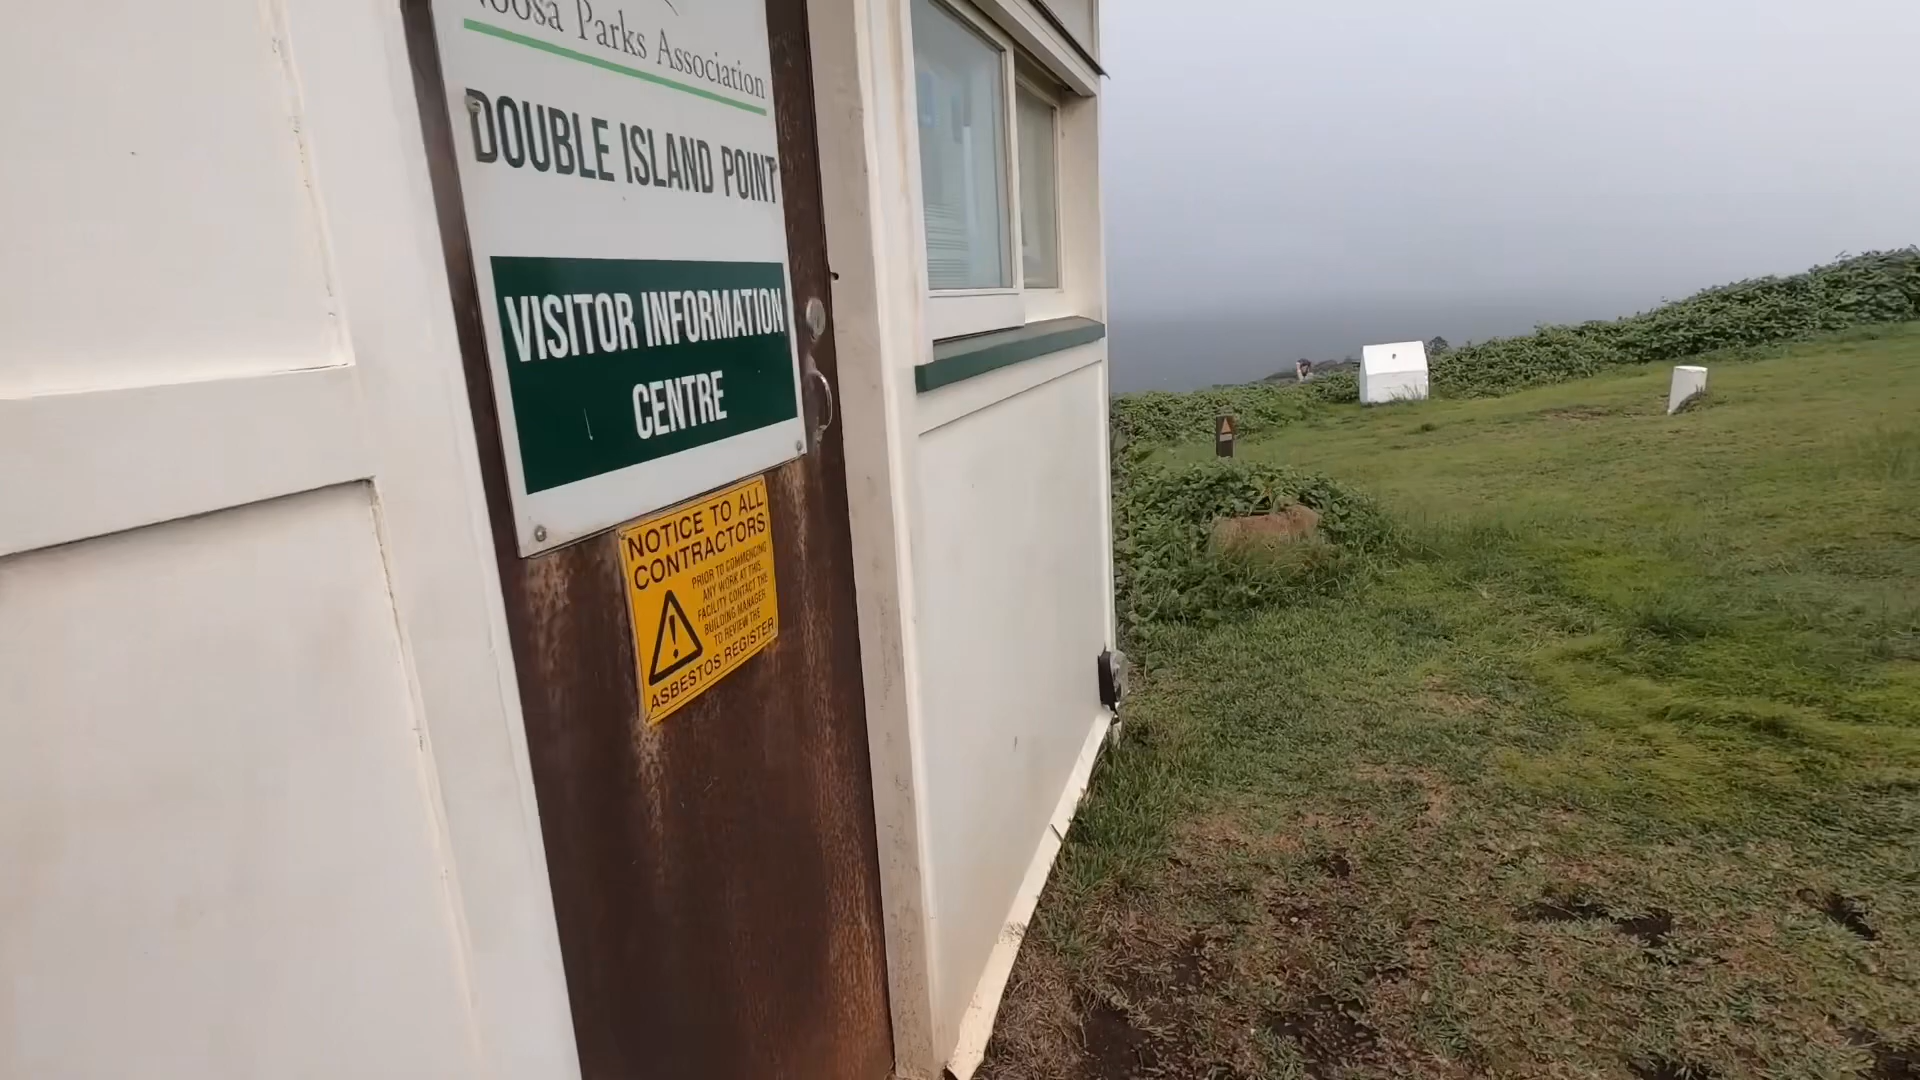 Noosa Parks Association
DOUBLE ISLAND POINT
VISITOR INFORMATION
CENTRE
NOTICE TO ALL
CONTRACTORS
PRIOR TO COMMENCING
ANY WORK AT THIS
FACILITY CONTACT THE
BUILDING MANAGER
TO REVIEW THE
ASBESTOS REGISTER